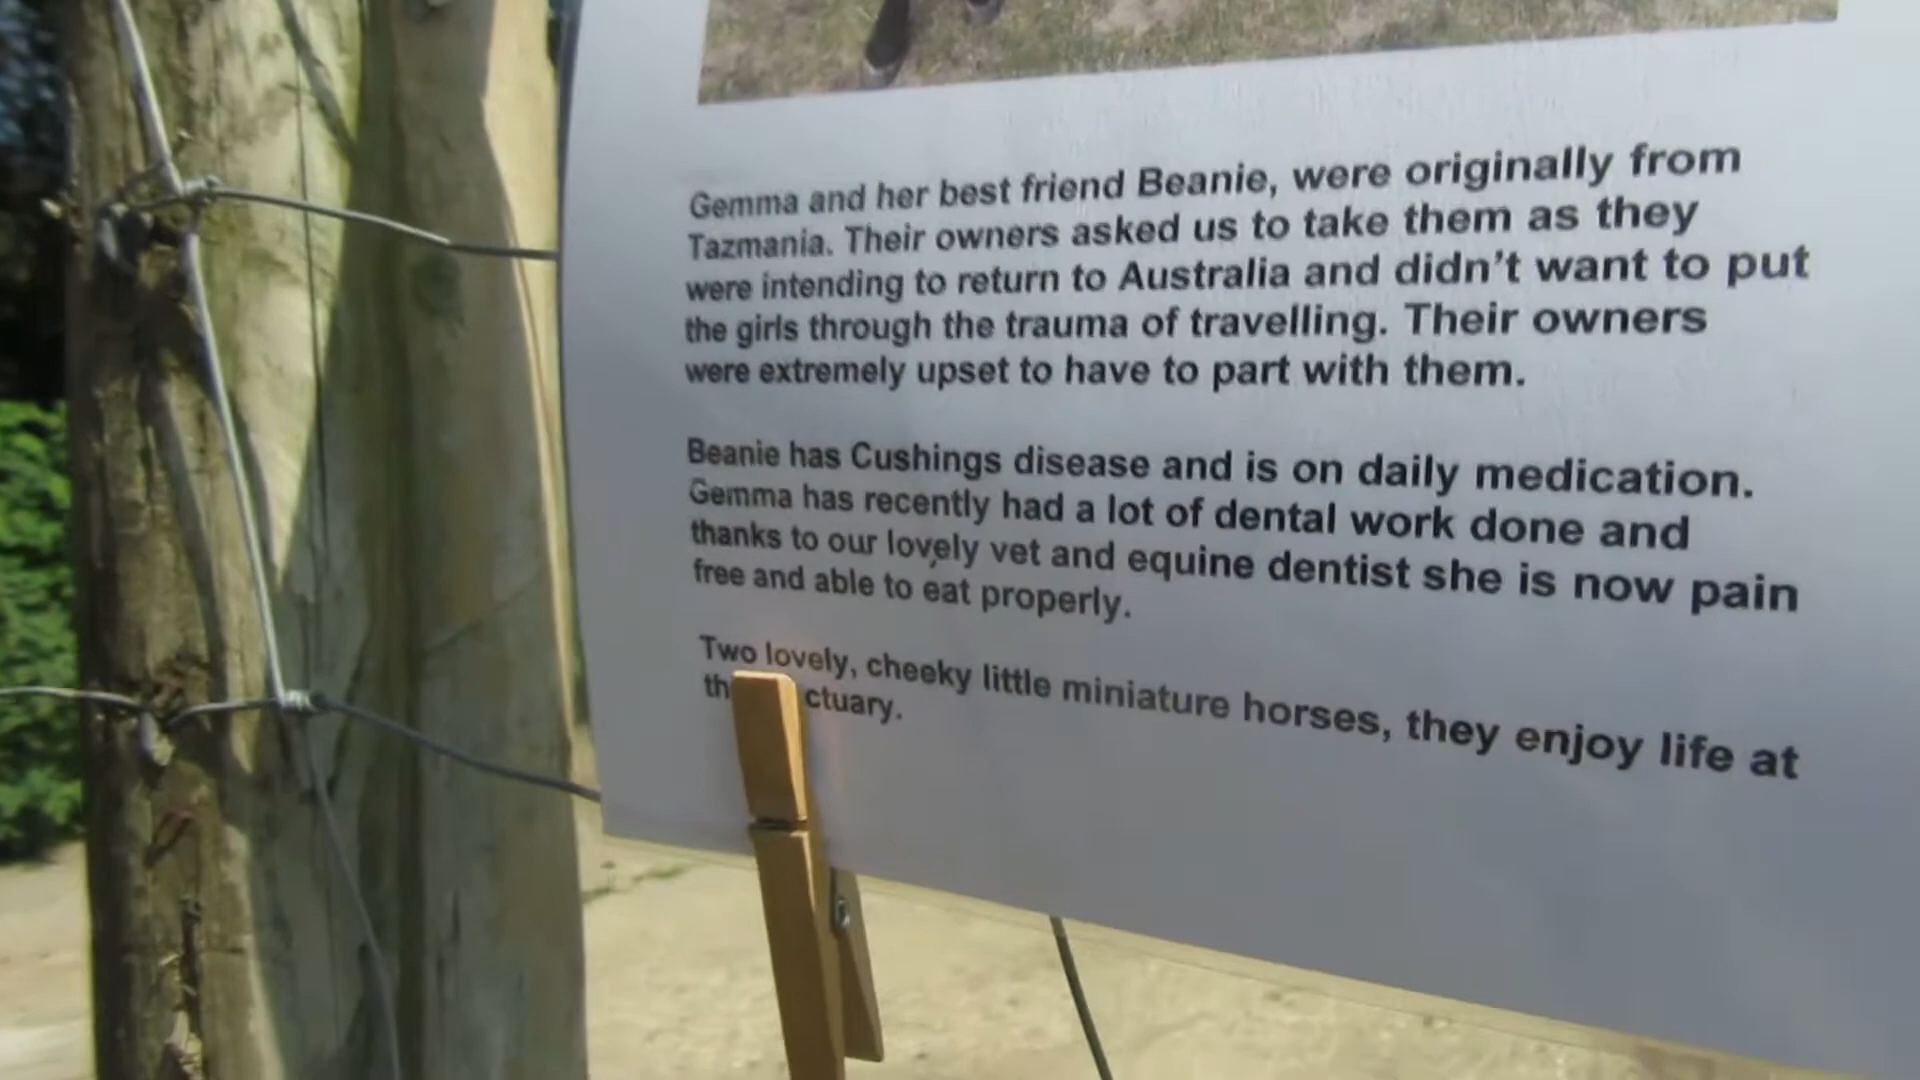 Gemma and her best friend Beanie, were originally from
Tazmania. Their owners asked us to take them as they
were intending to return to Australia and didn't want to put
the girls through the trauma of travelling. Their owners
were extremely upset to have to part with them.
Beanie has Cushings disease and is on daily medication.
Gemma has recently had a lot of dental work done and
thanks to our lovely vet and equine dentist she is now pain
free and able to eat properly.
Two lovely, cheeky little miniature horses, they enjoy life at
th ctuary.